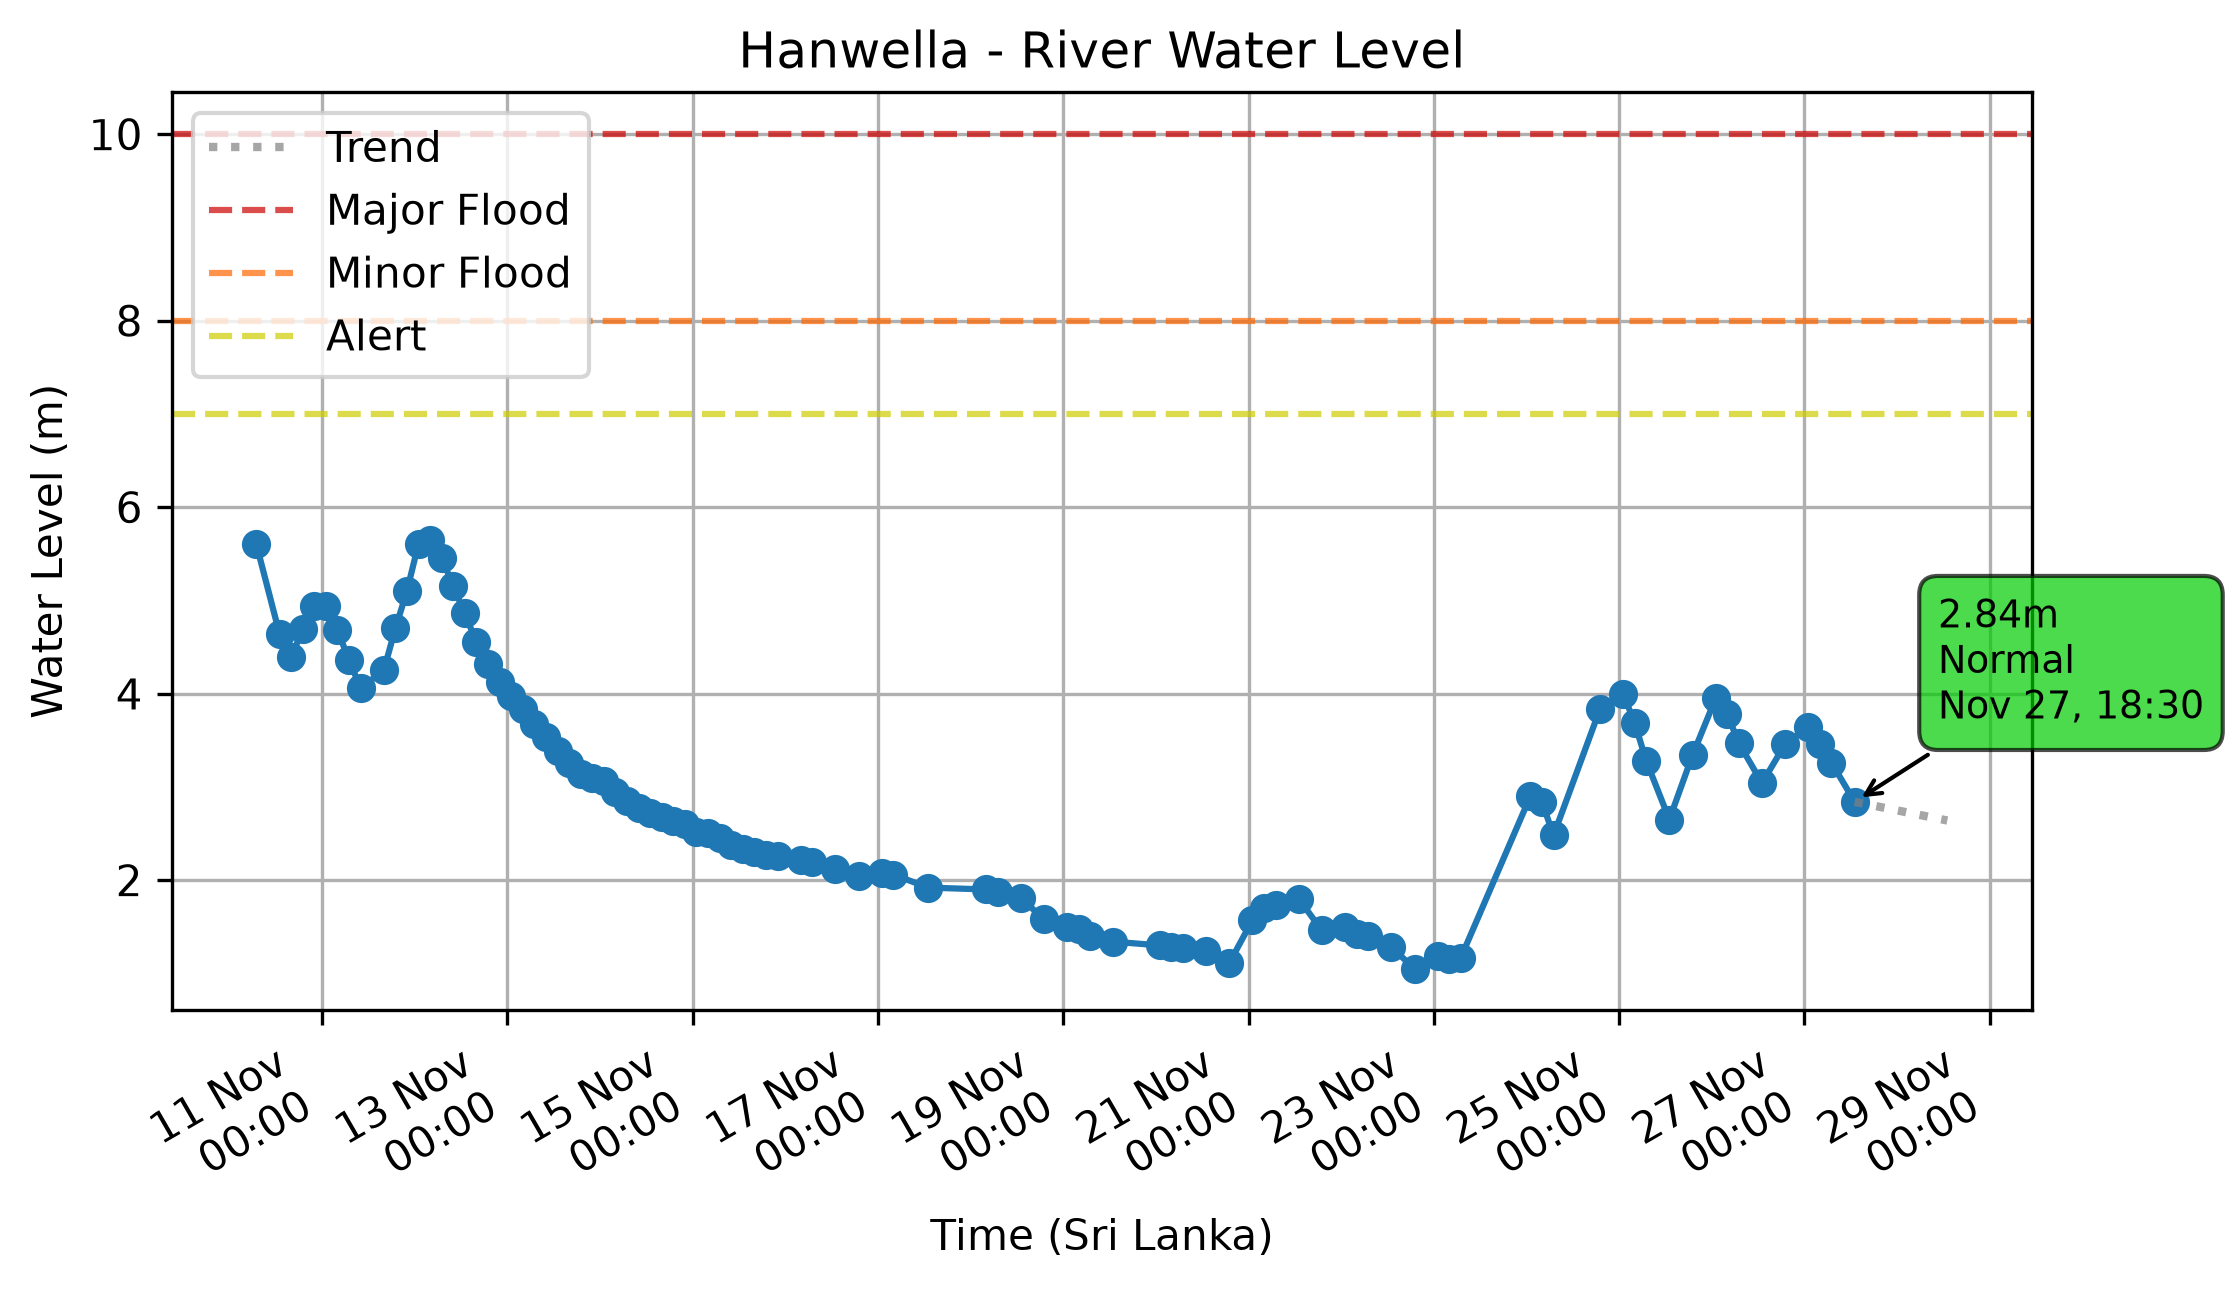 Hanwella - River Water Level
Trend
Major Flood
Minor Flood
Alert
10
8
6
4
2
Water Level (m)
2.84m
Normal
Nov 27, 18:30
11 Nov
00:00
13 Nov
00:00
15 Nov
00:00
17 Nov
00:00
19 Nov
00:00
21 Nov
00:00
23 Nov
00:00
25 Nov
00:00
27 Nov
00:00
29 Nov
00:00
Time (Sri Lanka)